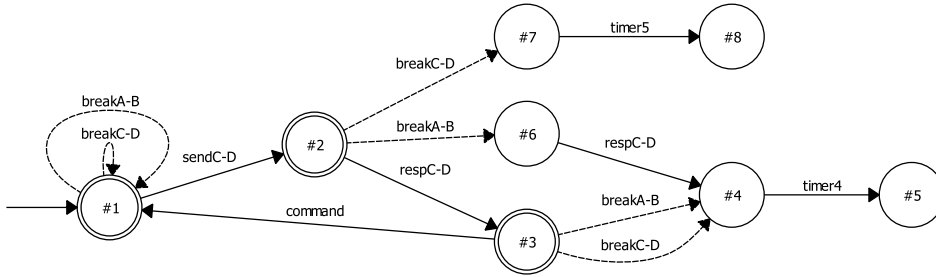 #7
timer5
#8
breakC-D
breakA-B
breakC-D
sendC-D
#2
breakA-B
#6
respC-D
respC-D
#1
command
#3
breakA-B
breakC-D
#4
timer4
#5